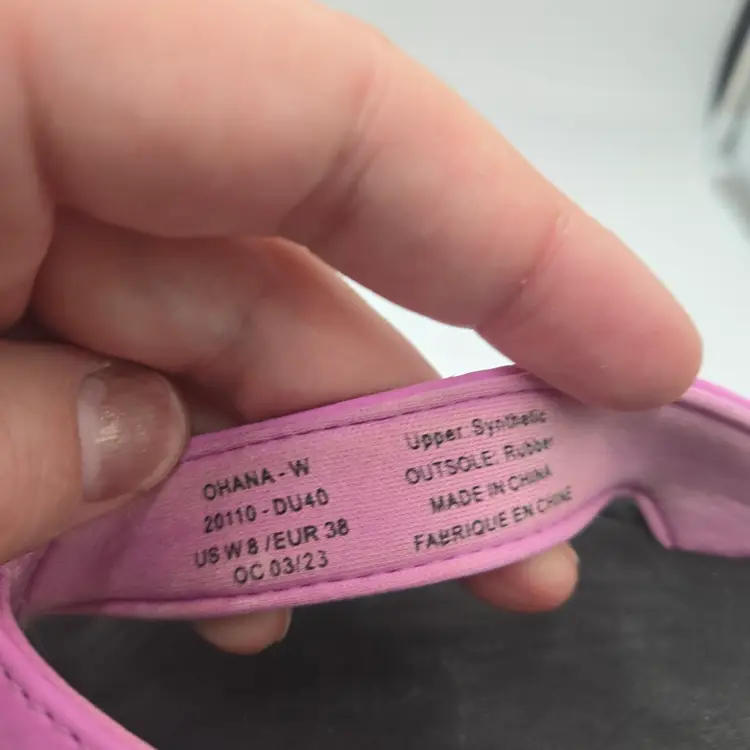 OHANA - W
20110 - DU40
US W 8 / EUR 38
OC 03/23
Upper: Synthetic
OUTSOLE: Rubber
MADE IN CHINA
FABRIQUE EN CHINE